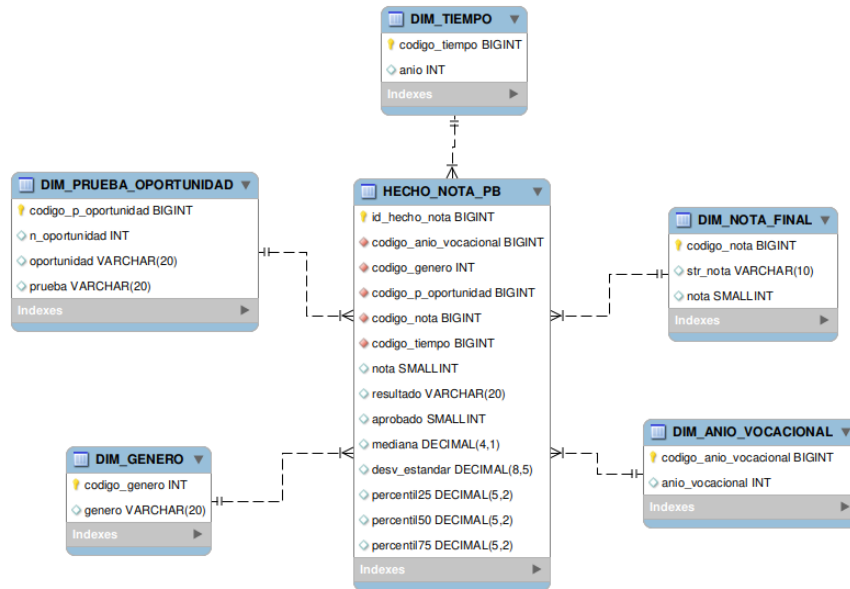 DIM_TIEMPO
codigo_tiempo BIGINT
anio INT
Indexes
DIM_PRUEBA_OPORTUNIDAD
codigo_p_oportunidad BIGINT
n_oportunidad INT
oportunidad VARCHAR(20)
prueba VARCHAR(20)
Indexes
HECHO_NOTA_PB
id_hecho_nota BIGINT
codigo_anio_vocacional BIGINT
codigo_genero INT
codigo_p_oportunidad BIGINT
codigo_nota BIGINT
codigo_tiempo BIGINT
nota SMALLINT
resultado VARCHAR(20)
aprobado SMALLINT
mediana DECIMAL(4,1)
desv_estandar DECIMAL(8,5)
percentil25 DECIMAL(5,2)
percentil50 DECIMAL(5,2)
percentil75 DECIMAL(5,2)
Indexes
DIM_NOTA_FINAL
codigo_nota BIGINT
str_nota VARCHAR(10)
nota SMALLINT
Indexes
DIM_GENERO
codigo_genero INT
genero VARCHAR(20)
Indexes
DIM_ANIO_VOCACIONAL
codigo_anio_vocacional BIGINT
anio_vocacional INT
Indexes